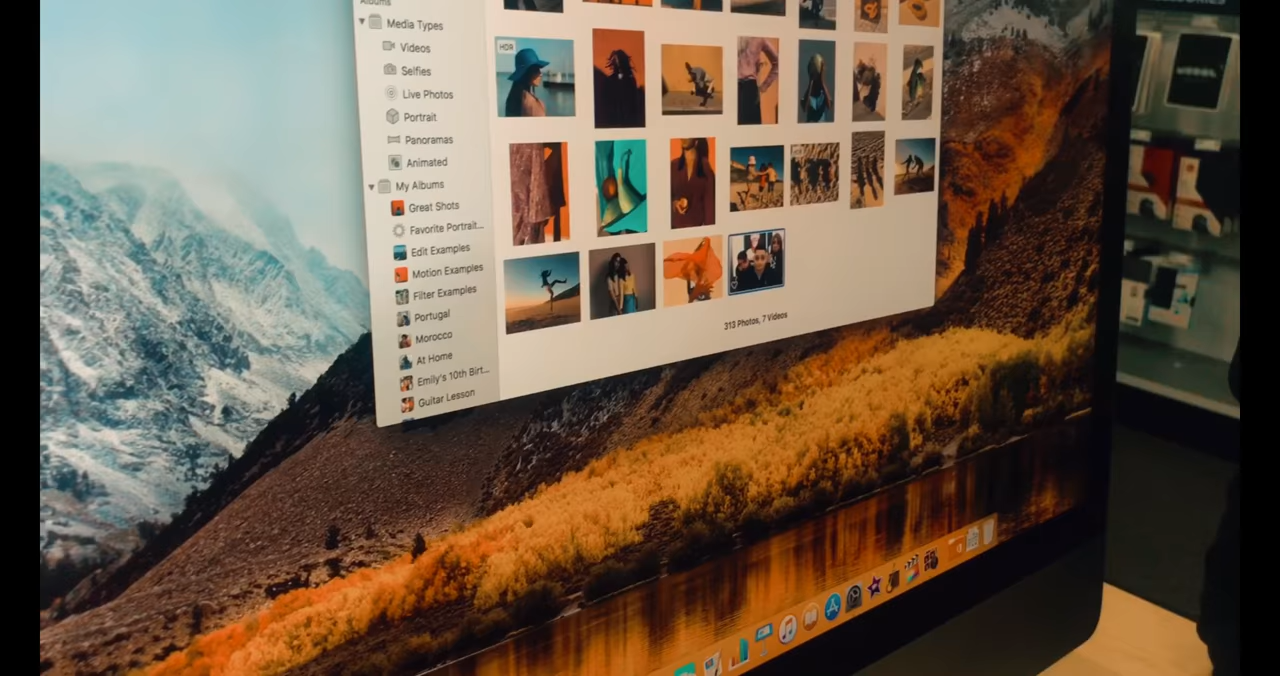 Albums
Media Types
Videos
Selfies
Live Photos
Portrait
Panoramas
Animated
My Albums
Great Shots
Favorite Portrait...
Edit Examples
Motion Examples
Filter Examples
Portugal
Morocco
At Home
Emily's 10th Birt...
Guitar Lesson
HDR
313 Photos, 7 Videos